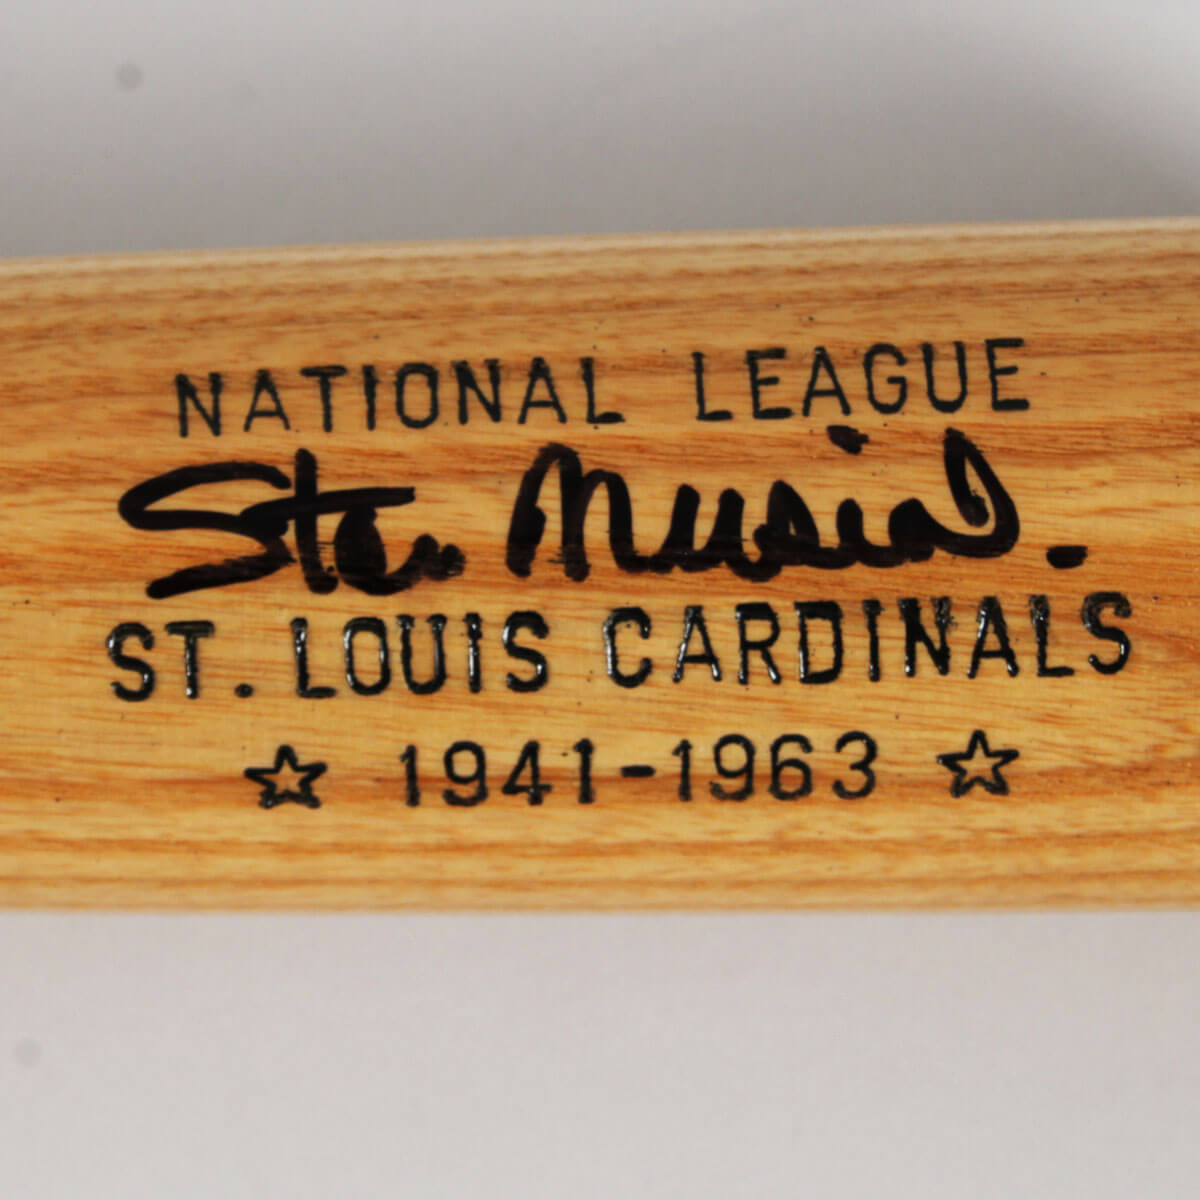 NATIONAL LEAGUE
Stan Musial.
ST. LOUIS CARDINALS
☆ 1941-1963 ☆